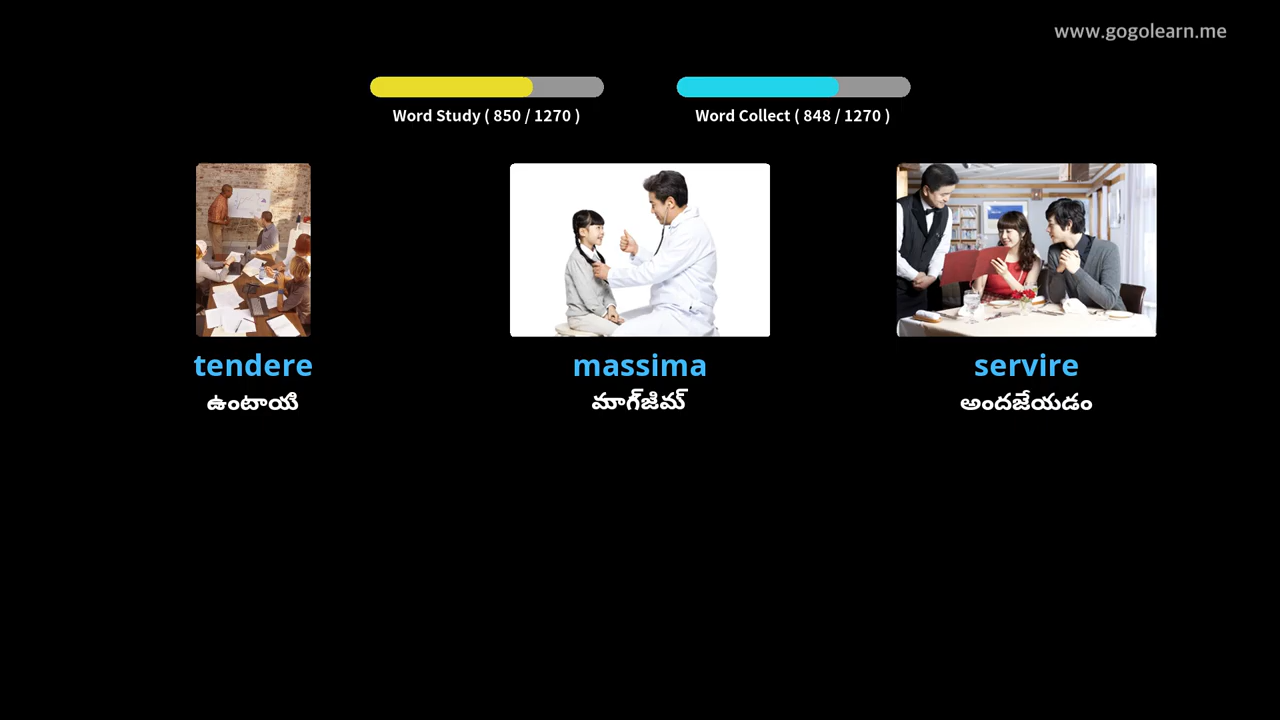 www.gogolearn.me
Word Study ( 850 / 1270 )
Word Collect ( 848 / 1270 )
tendere
ఉంటాయి
massima
మాగ్జిమ్
servire
అందజేయడం